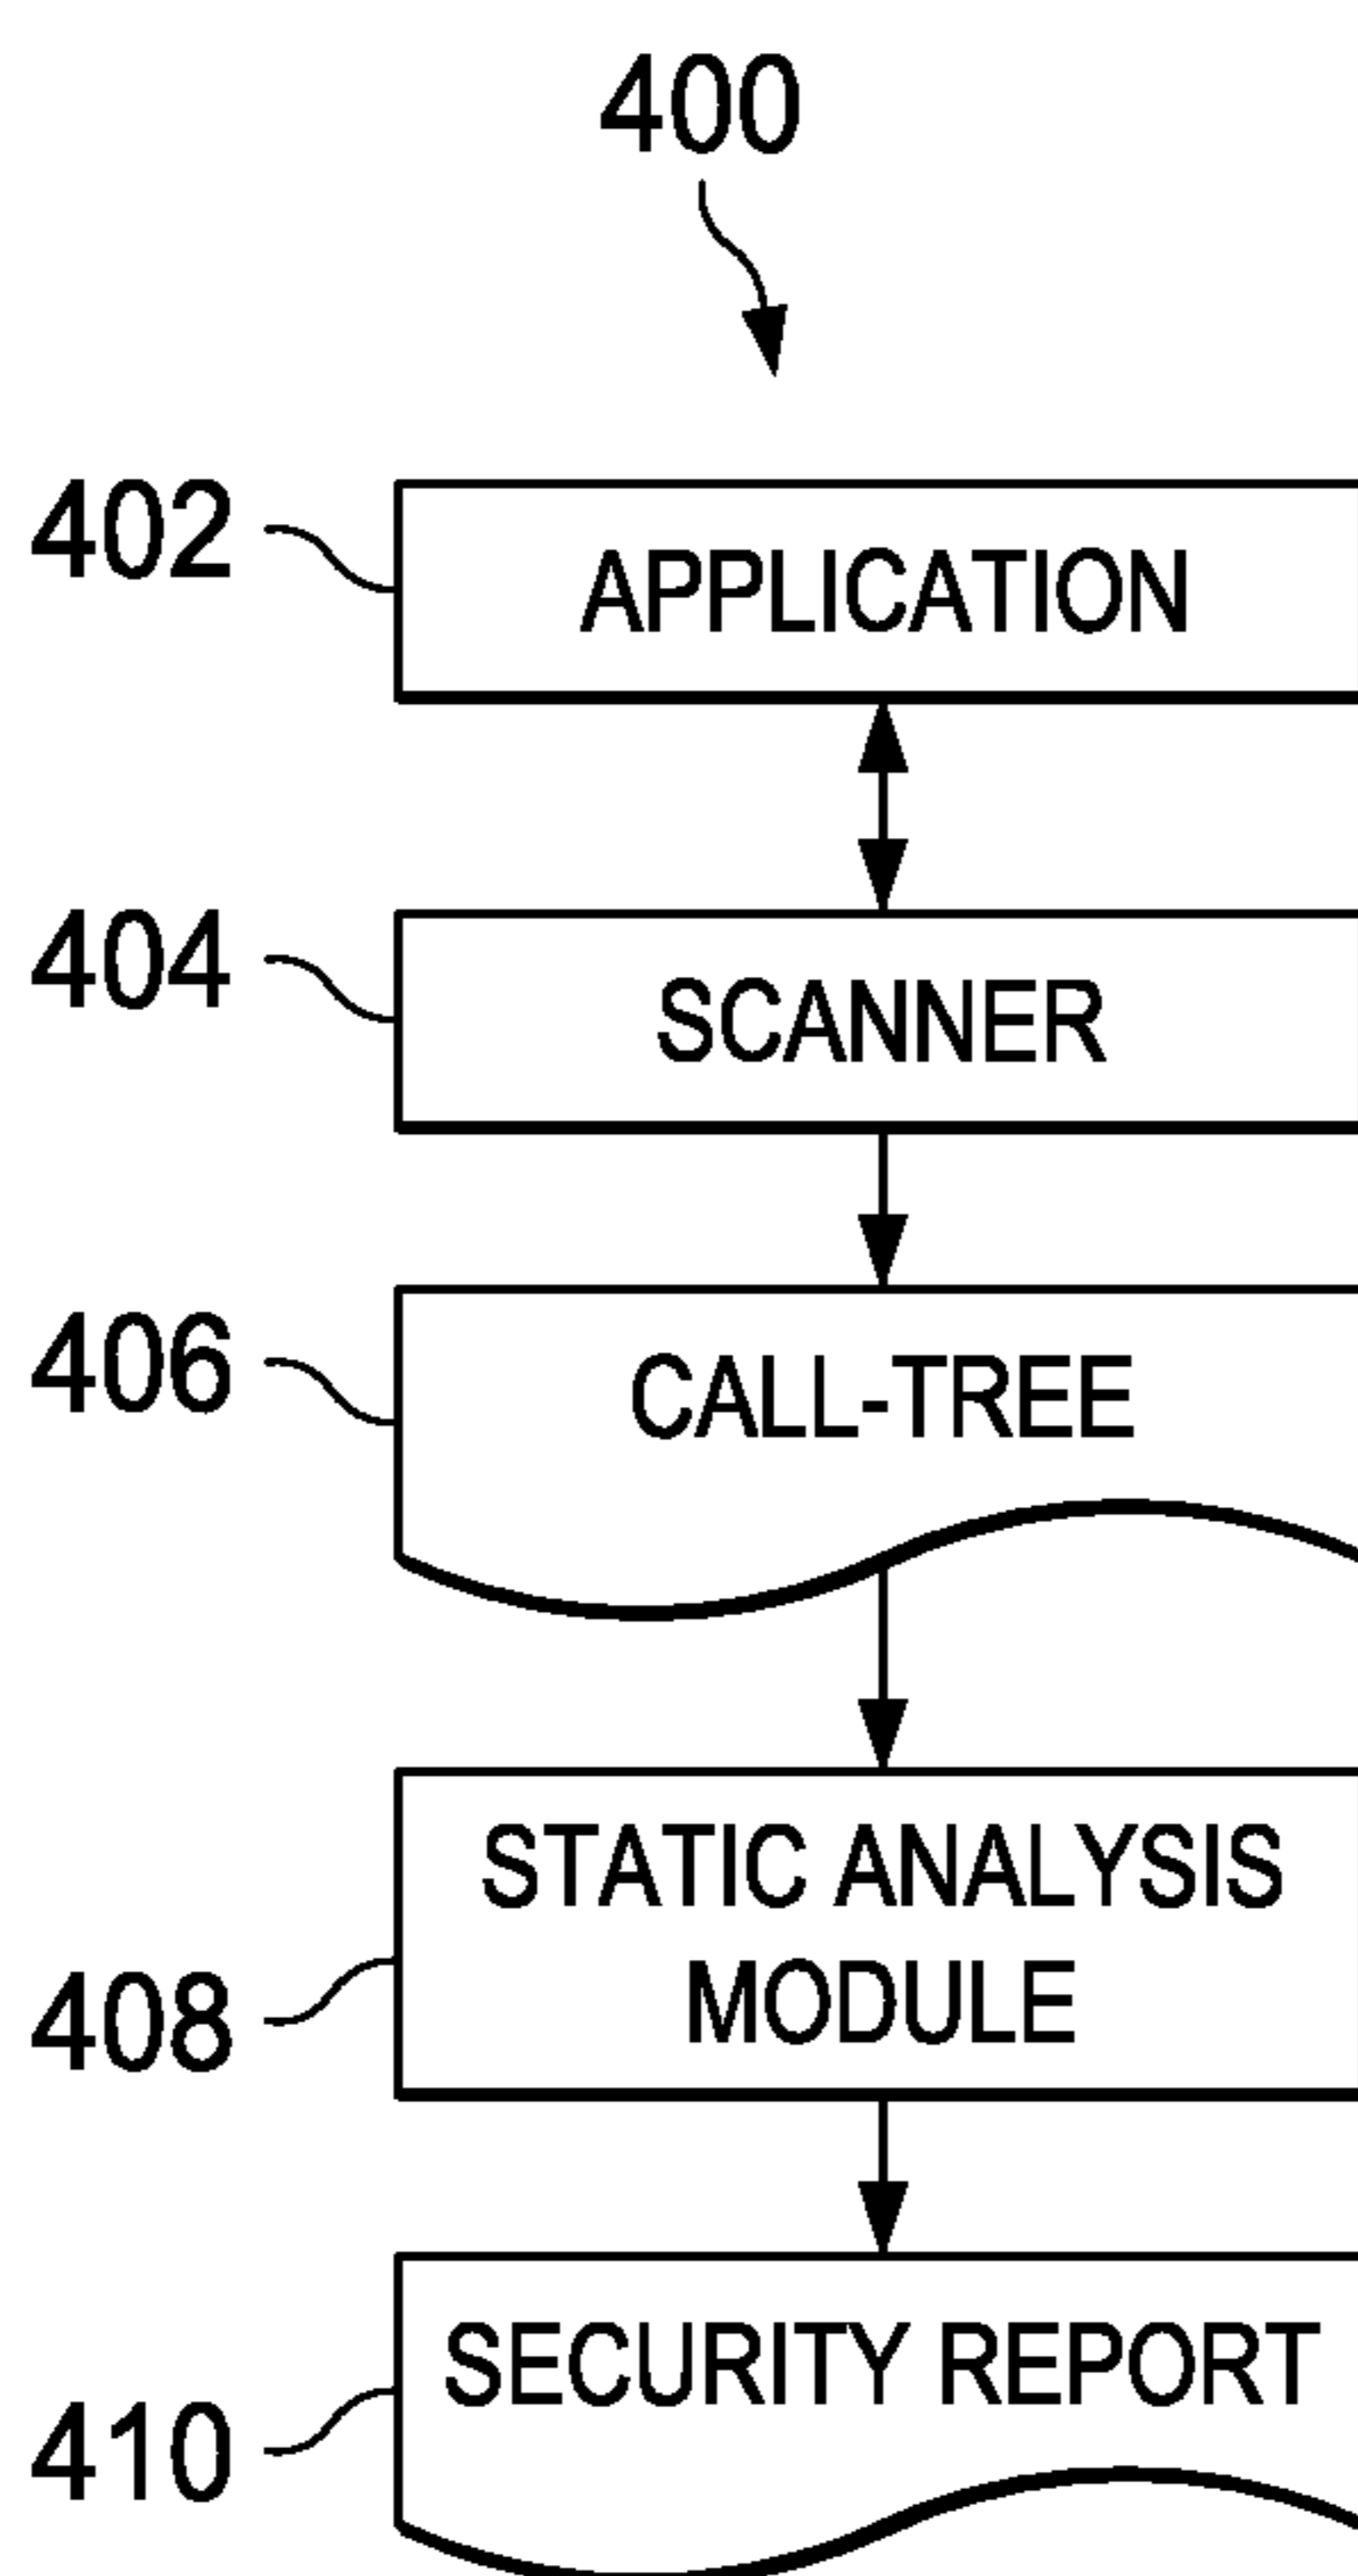 400
402
APPLICATION
404
SCANNER
406
CALL-TREE
STATIC ANALYSIS
MODULE
408
SECURITY REPORT
410